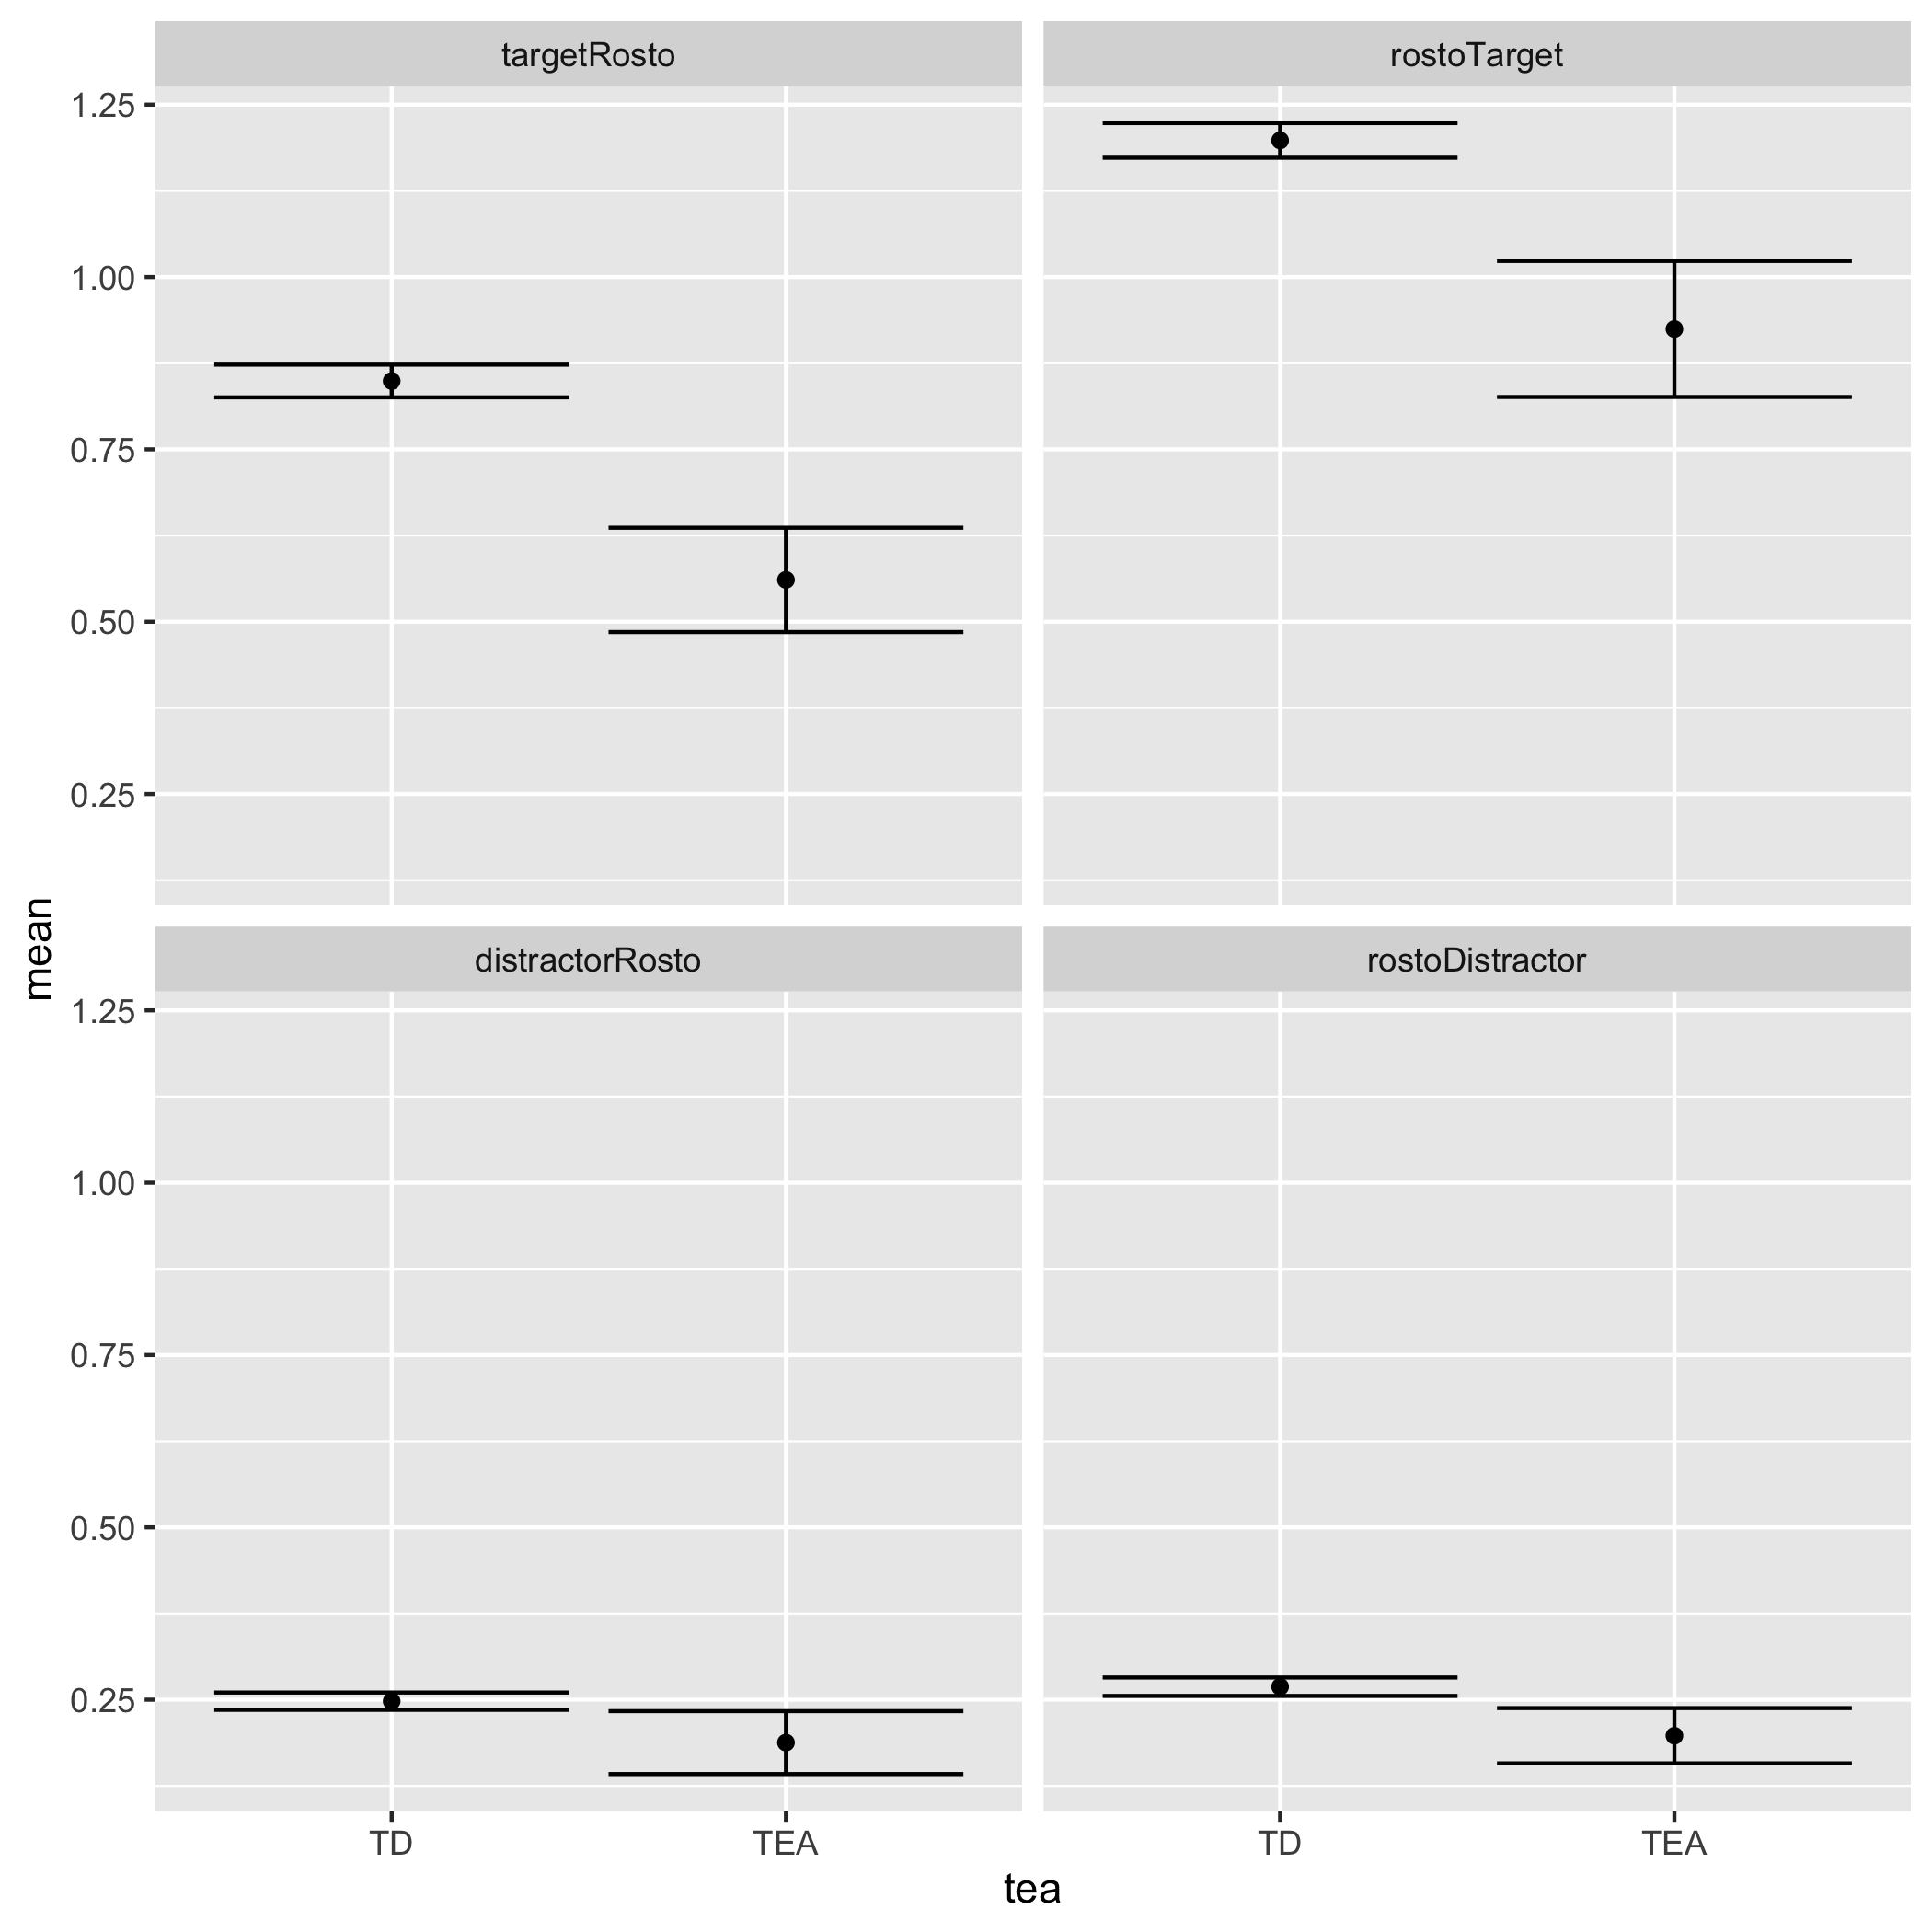 targetRosto
rostoTarget
1.25
1.00
0.75
0.50
0.25
mean
distractorRosto
rostoDistractor
1.25
1.00
0.75
0.50
0.25
TD
TEA
TD
TEA
tea